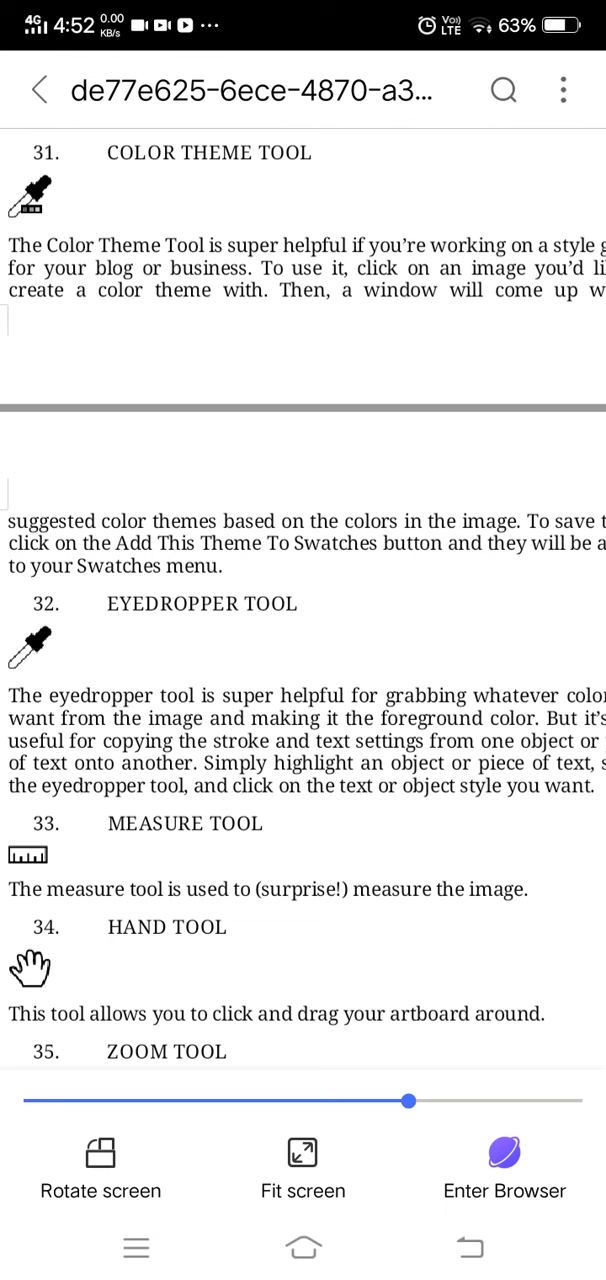 4G 4:52 0.00 KB/s ... Vo)) LTE 63%
de77e625-6ece-4870-a3...
31. COLOR THEME TOOL
The Color Theme Tool is super helpful if you’re working on a style
for your blog or business. To use it, click on an image you’d
create a color theme with. Then, a window will come up
suggested color themes based on the colors in the image. To save
click on the Add This Theme To Swatches button and they will be
to your Swatches menu.
32. EYEDROPPER TOOL
The eyedropper tool is super helpful for grabbing whatever
want from the image and making it the foreground color. But it’s
useful for copying the stroke and text settings from one object or
of text onto another. Simply highlight an object or piece of text,
the eyedropper tool, and click on the text or object style you want.
33. MEASURE TOOL
The measure tool is used to (surprise!) measure the image.
34. HAND TOOL
This tool allows you to click and drag your artboard around.
35. ZOOM TOOL
Rotate screen Fit screen Enter Browser